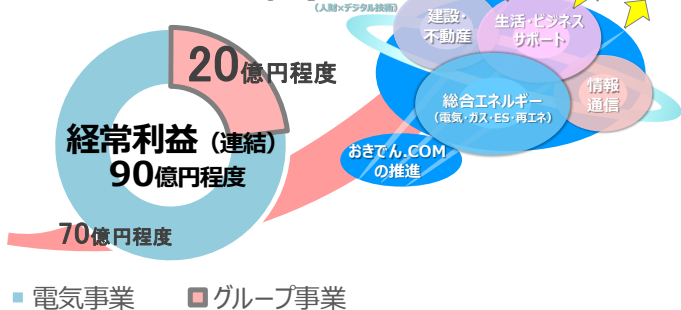 （人財×デジタル技術）
建設・
不動産
生活・ビジネス
サポート
20億円程度
情報
通信
総合エネルギー
（電気・ガス・ES・再エネ）
経常利益（連結）
90億円程度
おきでん.COM
の推進
70億円程度
電気事業
グループ事業